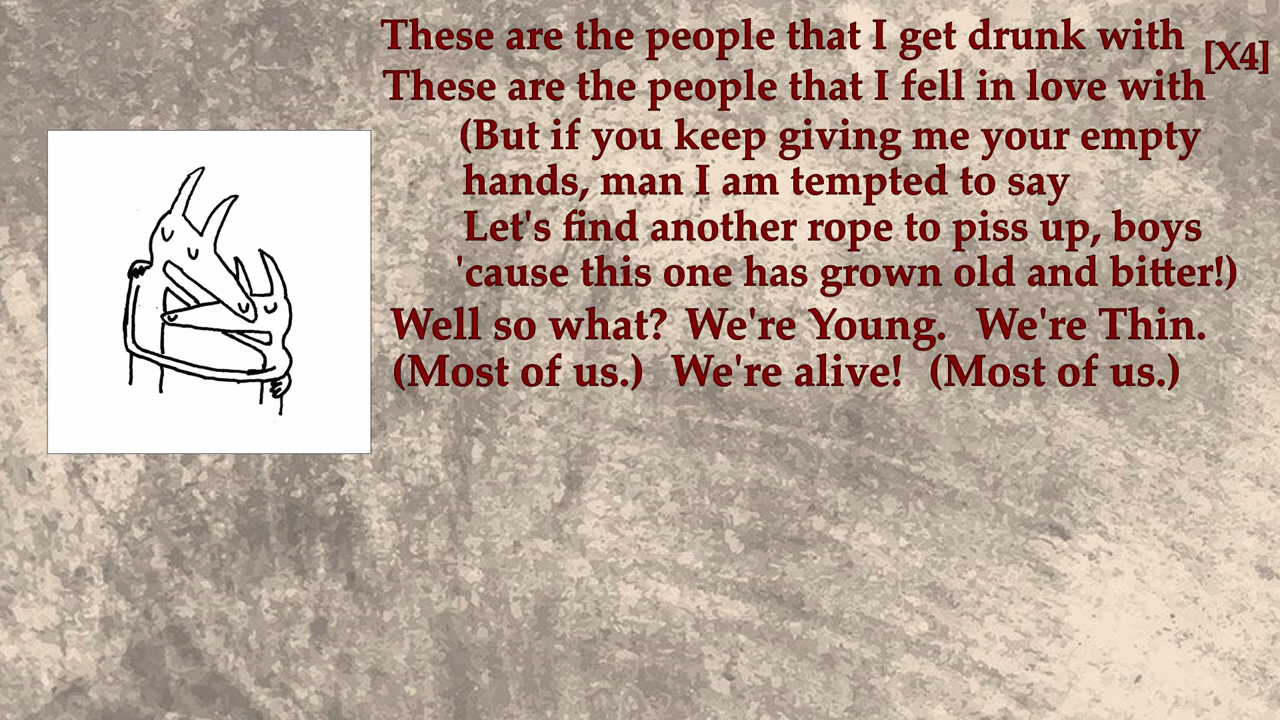 These are the people that I get drunk with
[X4]
These are the people that I fell in love with
(But if you keep giving me your empty
hands, man I am tempted to say
Let's find another rope to piss up, boys
'cause this one has grown old and bitter!)
Well so what? We're Young. We're Thin.
(Most of us.) We're alive! (Most of us.)